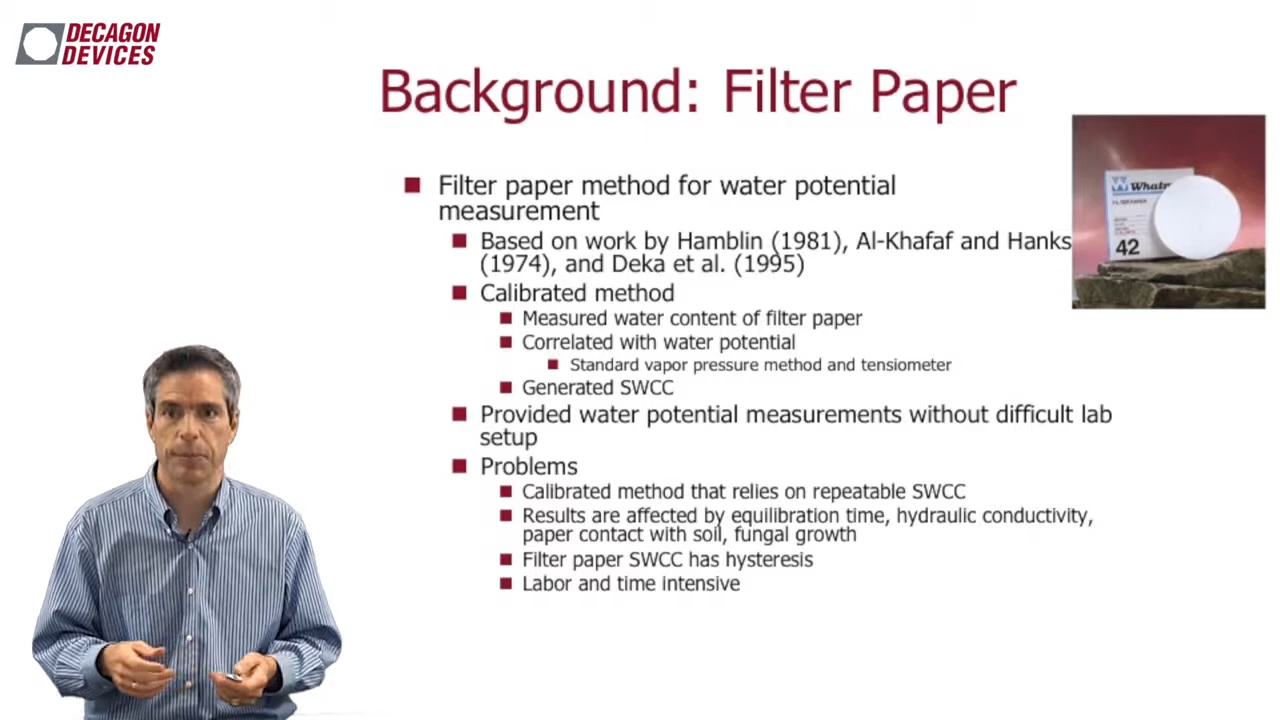 DECAGON
DEVICES
Background: Filter Paper
Filter paper method for water potential
measurement
Based on work by Hamblin (1981), Al-Khafaf and Hanks
(1974), and Deka et al. (1995)
Calibrated method
Measured water content of filter paper
Correlated with water potential
Standard vapor pressure method and tensiometer
Generated SWCC
Provided water potential measurements without difficult lab
setup
Problems
Calibrated method that relies on repeatable SWCC
Results are affected by equilibration time, hydraulic conductivity,
paper contact with soil, fungal growth
Filter paper SWCC has hysteresis
Labor and time intensive
42